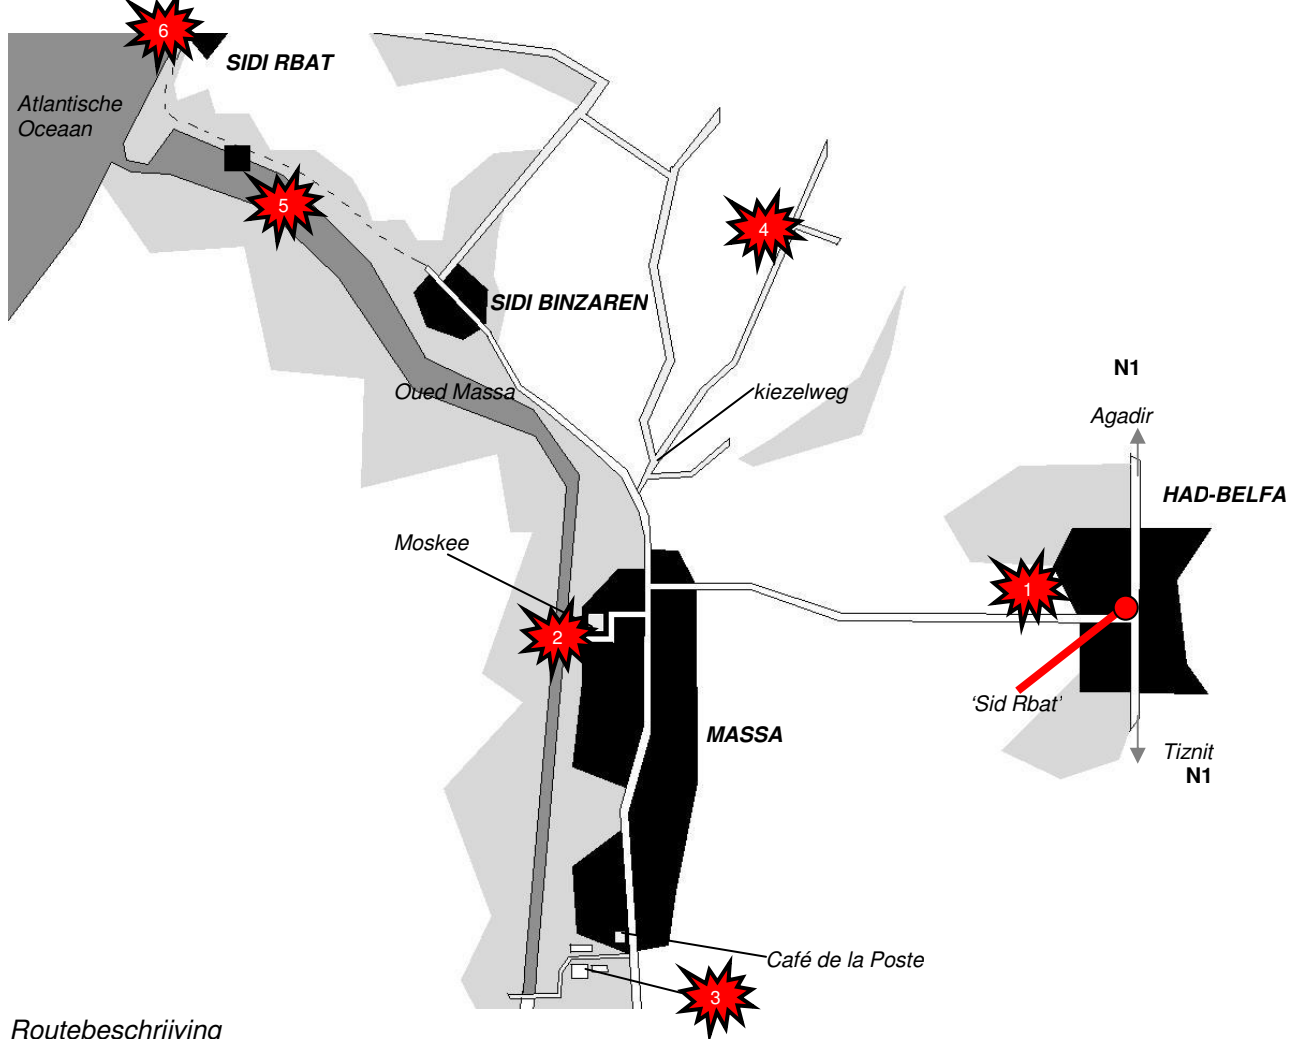 6
SIDI RBAT
Atlantische
Oceaan
5
4
SIDI BINZAREN
N1
Oued Massa
kiezelweg
Agadir
HAD-BELFA
Moskee
1
2
‘Sid Rbat’
MASSA
Tiznit
N1
Café de la Poste
3
Routebeschrijving